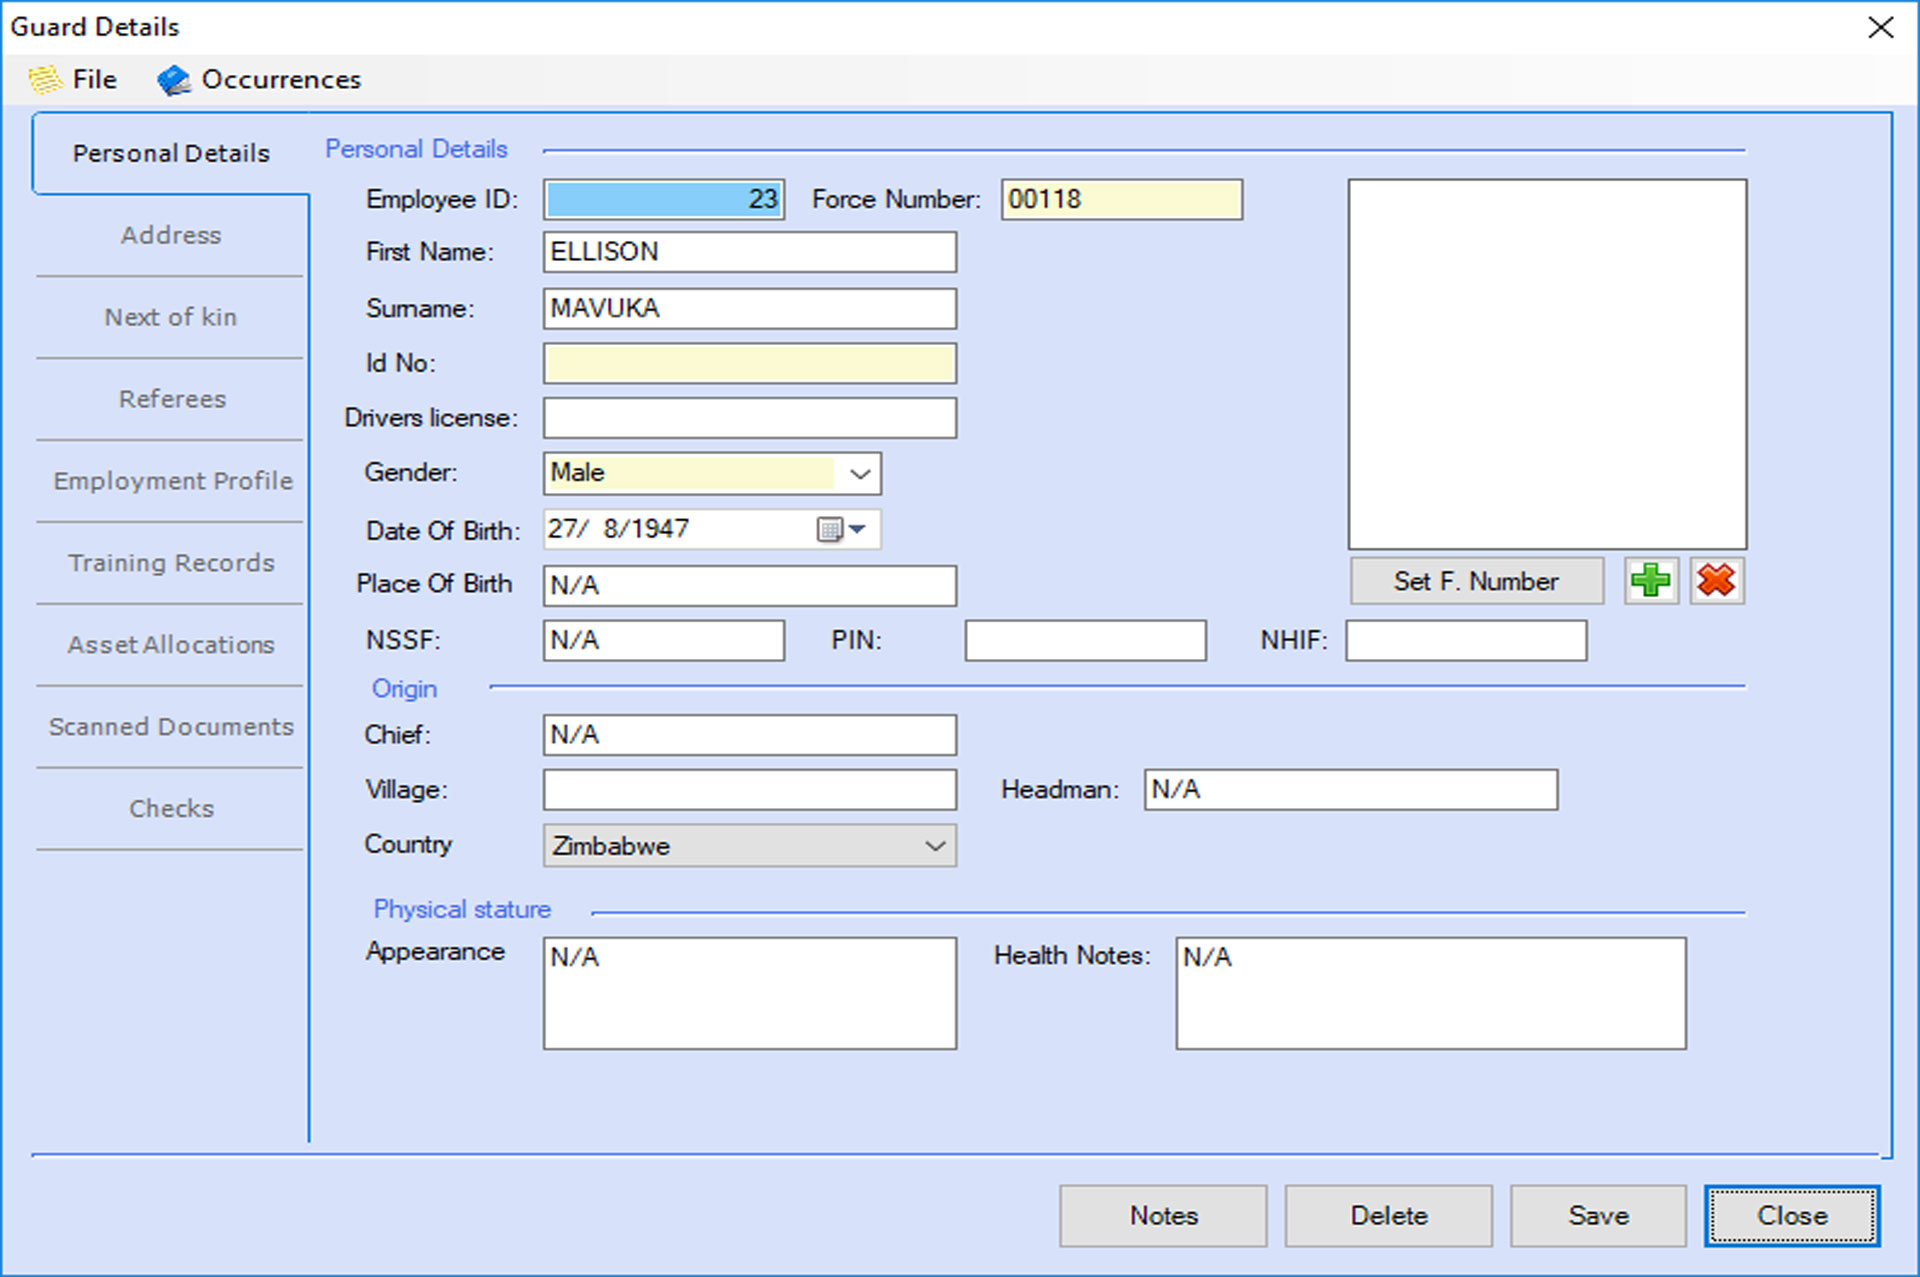 Guard Details
File Occurrences
Personal Details
Address
Next of kin
Referees
Employment Profile
Training Records
Asset Allocations
Scanned Documents
Checks
Personal Details
Employee ID: 23 Force Number: 00118
First Name: ELLISON
Surname: MAVUKA
Id No:
Drivers license:
Gender: Male
Date Of Birth: 27/ 8/1947
Place Of Birth N/A
Set F. Number
NSSF: N/A PIN: NHIF:
Origin
Chief: N/A
Village: Headman: N/A
Country Zimbabwe
Physical stature
Appearance N/A Health Notes: N/A
Notes Delete Save Close